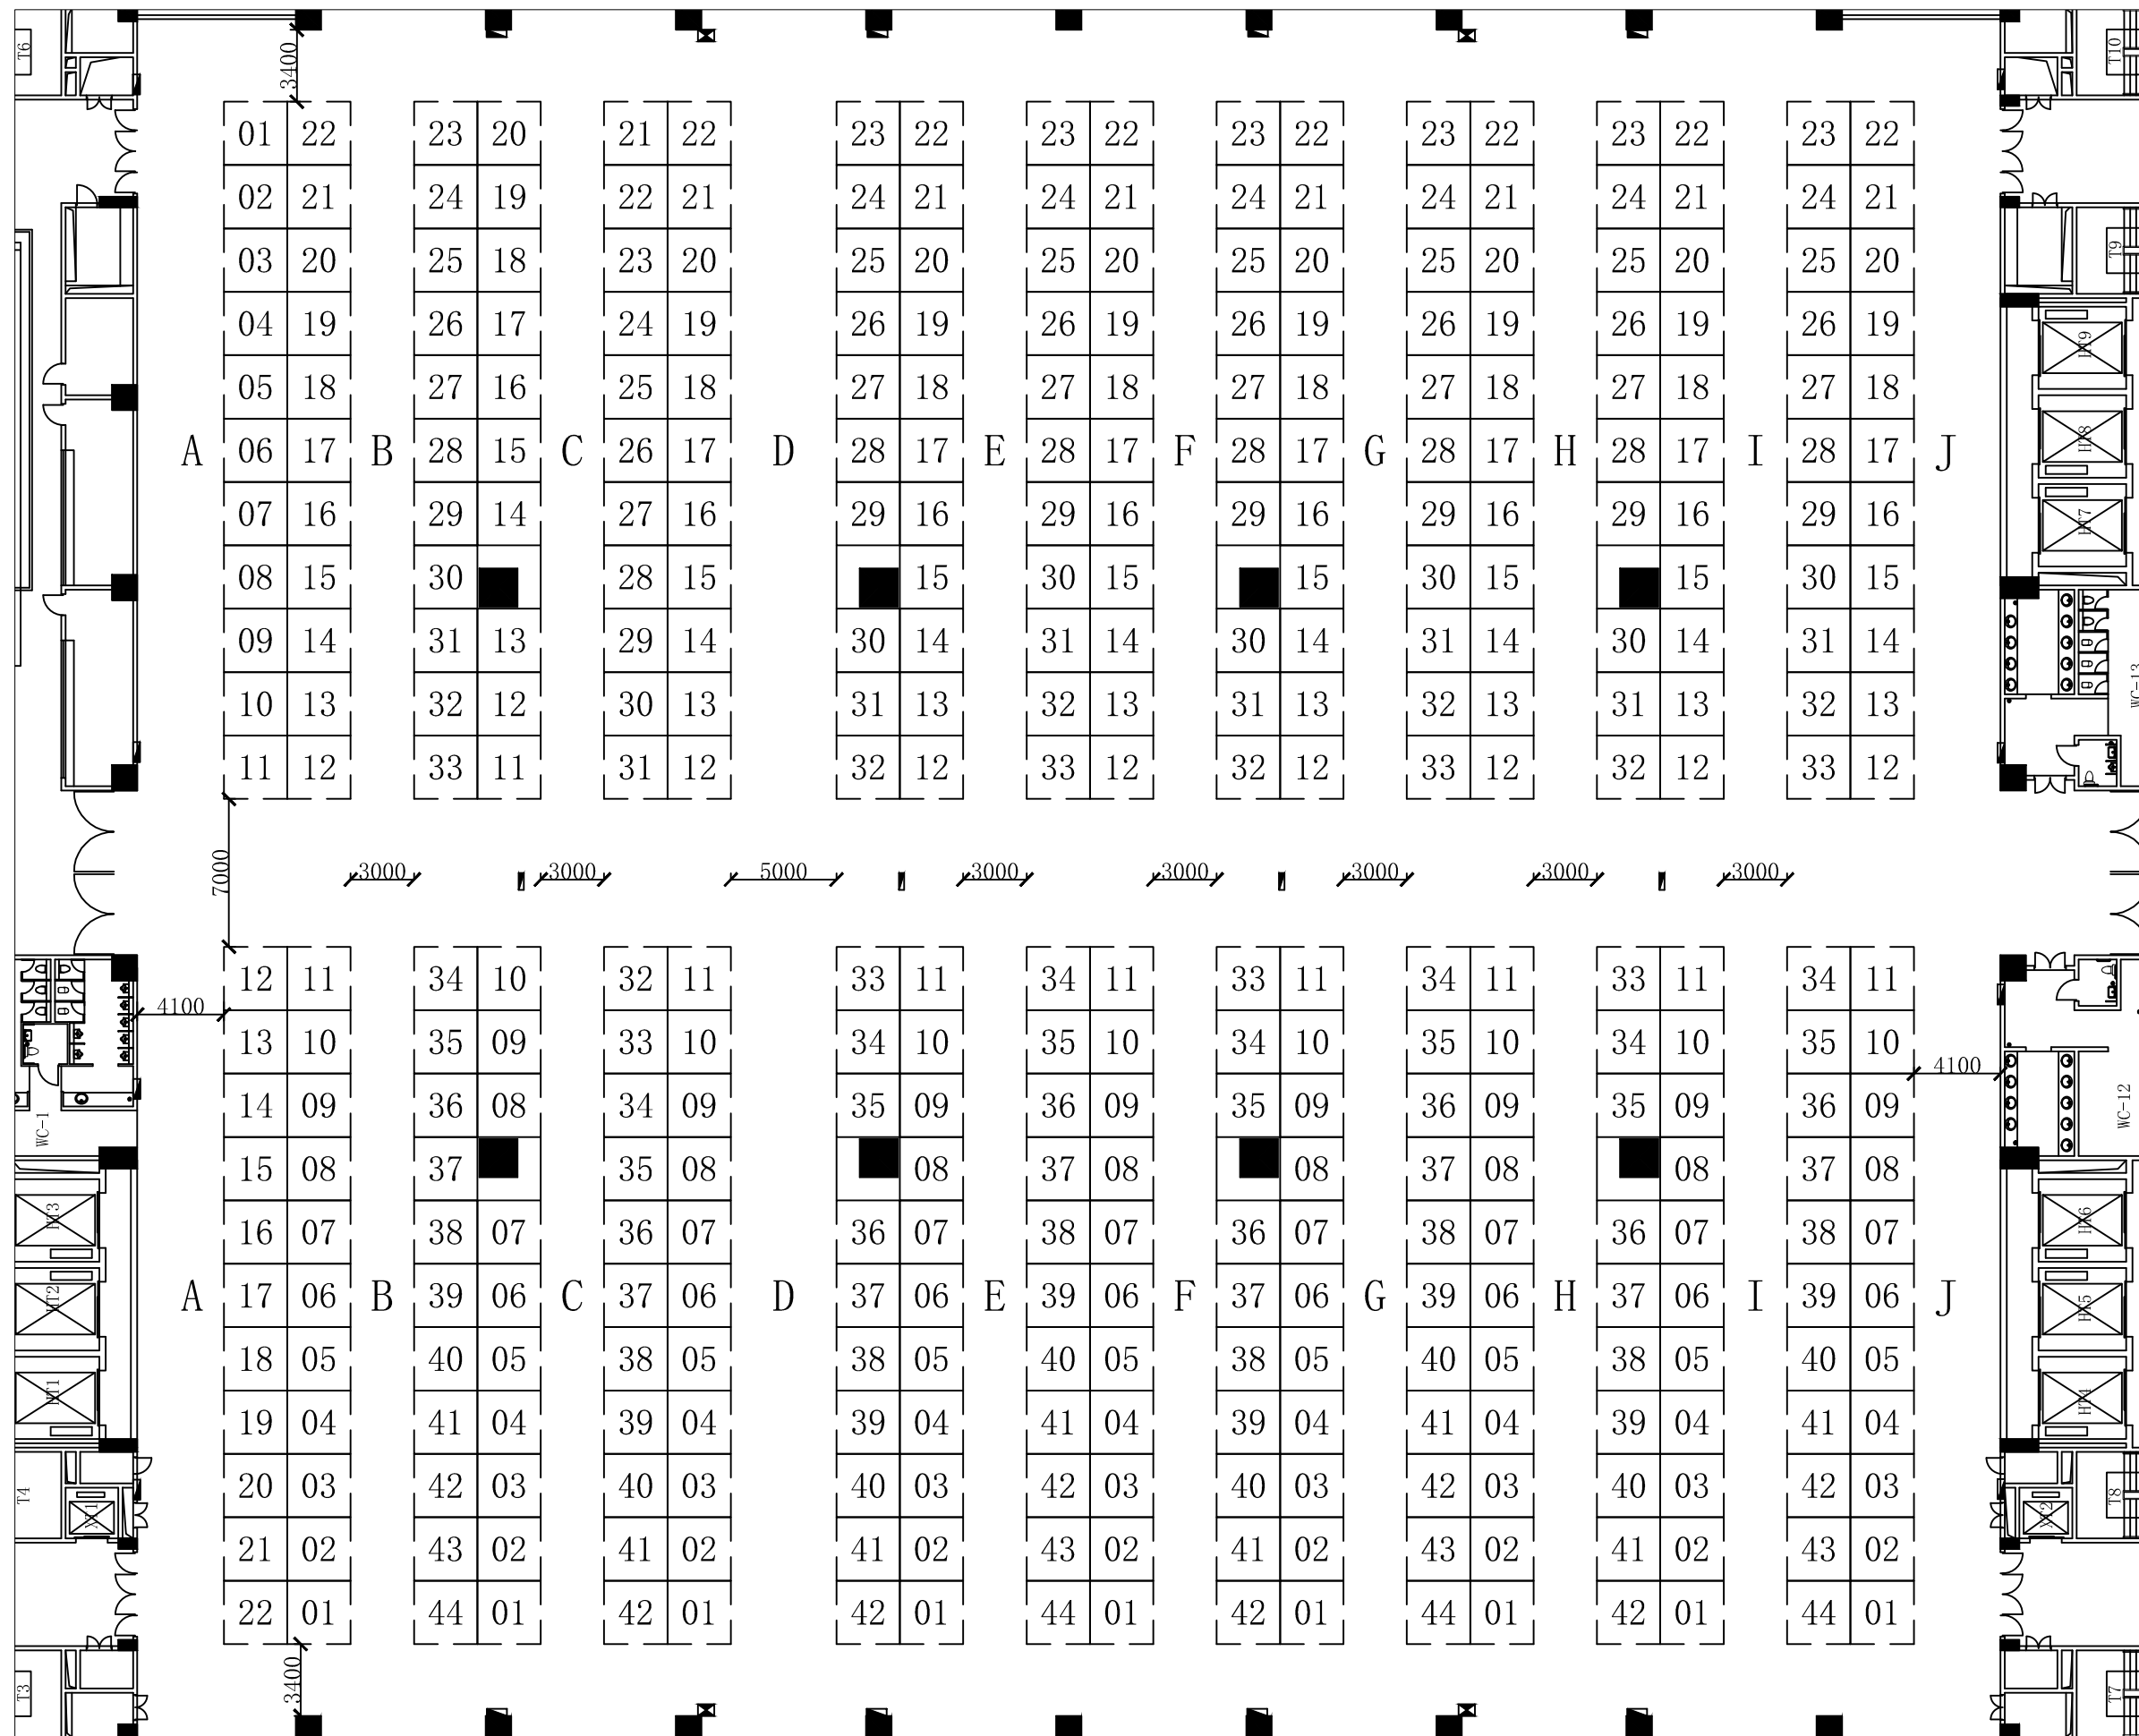 T6 3400 T10
01 22 23 20 21 22 23 22 23 22 23 22 23 22 23 22 23 22
02 21 24 19 22 21 24 21 24 21 24 21 24 21 24 21 24 21
03 20 25 18 23 20 25 20 25 20 25 20 25 20 25 20 25 20 T9
04 19 26 17 24 19 26 19 26 19 26 19 26 19 26 19 26 19 HT9
05 18 27 16 25 18 27 18 27 18 27 18 27 18 27 18 27 18
A 06 17 B 28 15 C 26 17 D 28 17 E 28 17 F 28 17 G 28 17 H 28 17 I 28 17 J HT8
07 16 29 14 27 16 29 16 29 16 29 16 29 16 29 16 29 16 HT7
08 15 30 28 15 15 30 15 15 30 15 15 30 15
09 14 31 13 29 14 30 14 31 14 30 14 31 14 30 14 31 14
10 13 32 12 30 13 31 13 32 13 31 13 32 13 31 13 32 13 WC-13
11 12 33 11 31 12 32 12 33 12 32 12 33 12 32 12 33 12
7000 3000 3000 5000 3000 3000 3000 3000 3000
12 11 34 10 32 11 33 11 34 11 33 11 34 11 33 11 34 11
4100
13 10 35 09 33 10 34 10 35 10 34 10 35 10 34 10 35 10
4100
WC-1 14 09 36 08 34 09 35 09 36 09 35 09 36 09 35 09 36 09 WC-12
15 08 37 35 08 08 37 08 08 37 08 08 37 08
HT3 16 07 38 07 36 07 36 07 38 07 36 07 38 07 36 07 38 07 HT6
HT2 A 17 06 B 39 06 C 37 06 D 37 06 E 39 06 F 37 06 G 39 06 H 37 06 I 39 06 J HT5
HT1 18 05 40 05 38 05 38 05 40 05 38 05 40 05 38 05 40 05 HT4
19 04 41 04 39 04 39 04 41 04 39 04 41 04 39 04 41 04
T4 20 03 42 03 40 03 40 03 42 03 40 03 42 03 40 03 42 03 T8
XT1 21 02 43 02 41 02 41 02 43 02 41 02 43 02 41 02 43 02 XT2
22 01 44 01 42 01 42 01 44 01 42 01 44 01 42 01 44 01
T3 3400 T7